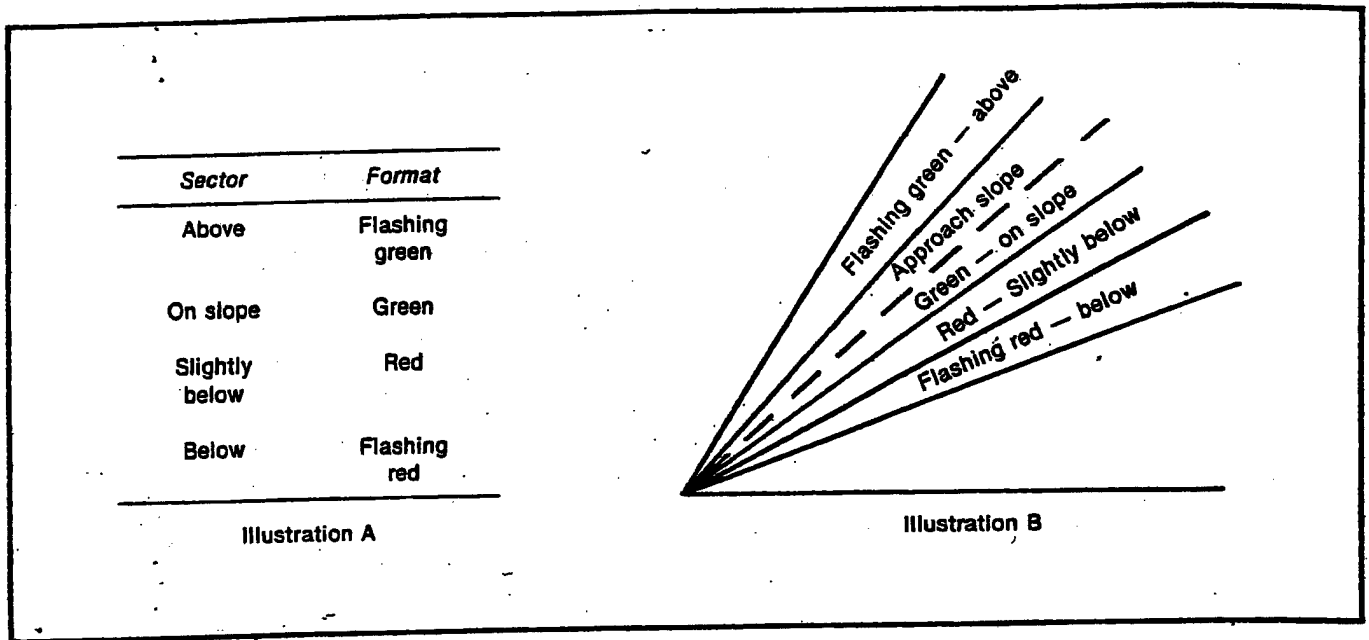 Sector Format
Above Flashing
green
On slope Green
Slightly Red
below
Below Flashing
red
Illustration A
Flashing green — above
Approach slope
Green — on slope
Red — Slightly below
Flashing red — below
Illustration B